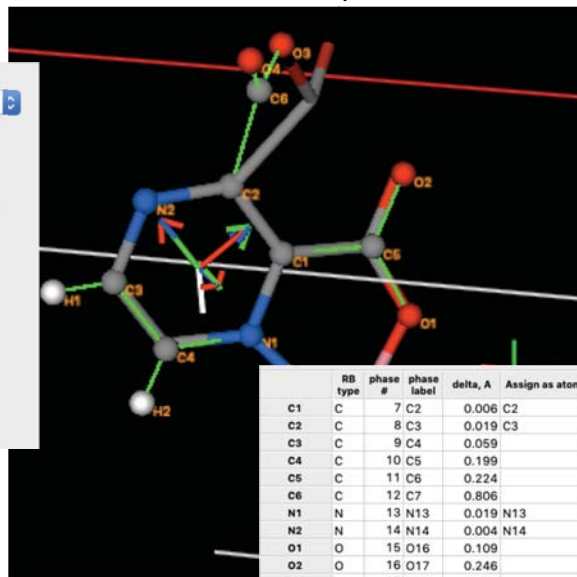 O3
O4
C6
C2
O2
N2
C1
C5
C3
H1
O1
N1
C4
H2
RB type phase # phase label delta, A Assign as atom
C1 C 7 C2 0.006 C2
C2 C 8 C3 0.019 C3
C3 C 9 C4 0.059
C4 C 10 C5 0.199
C5 C 11 C6 0.224
C6 C 12 C7 0.806
N1 N 13 N13 0.019 N13
N2 N 14 N14 0.004 N14
O1 O 15 O16 0.109
O2 O 16 O17 0.246